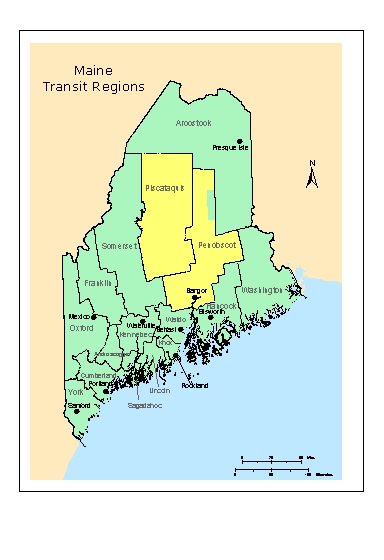 Maine
Transit Regions
Aroostook
Presque Isle
N
Piscataquis
Somerset
Penobscot
Franklin
Bangor
Washington
Hancock
Mexico
Ellsworth
Oxford
Waterville
Waldo
Belfast
Kennebec
Knox
Androscoggin
Cumberland
Rockland
York
Portland
Lincoln
Sanford
Sagadahoc